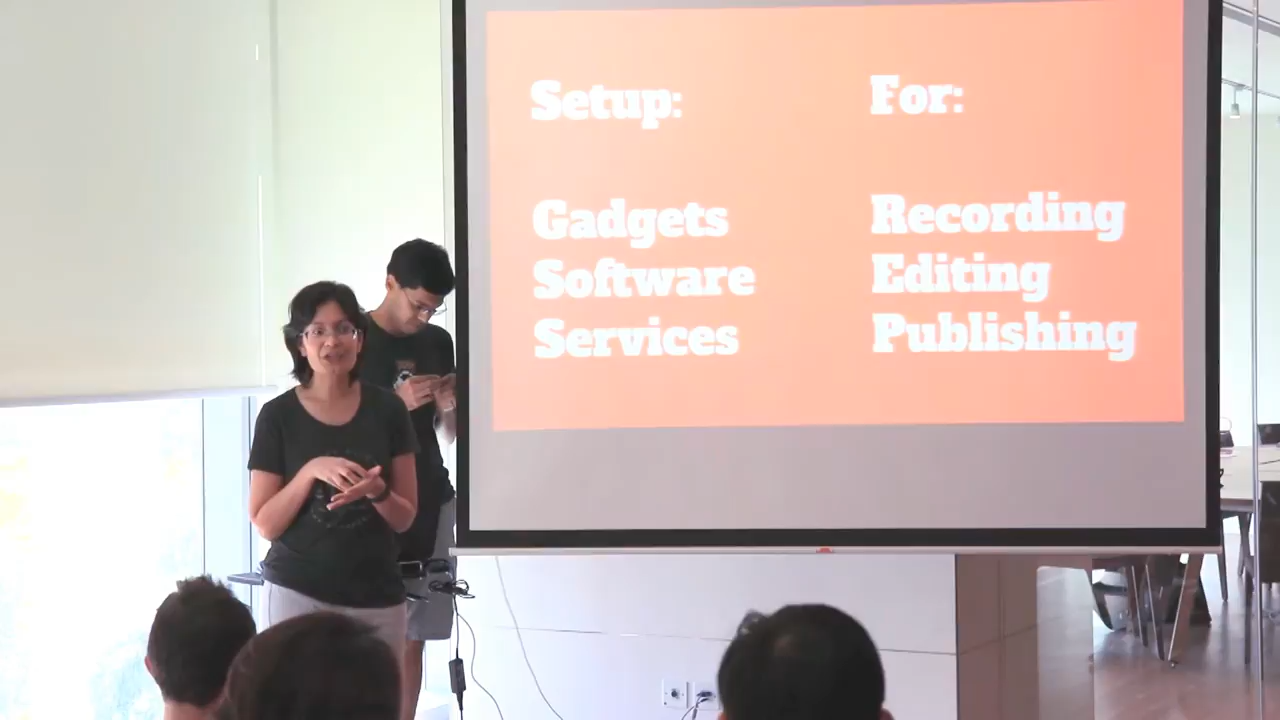 Setup:
Gadgets
Software
Services
For:
Recording
Editing
Publishing